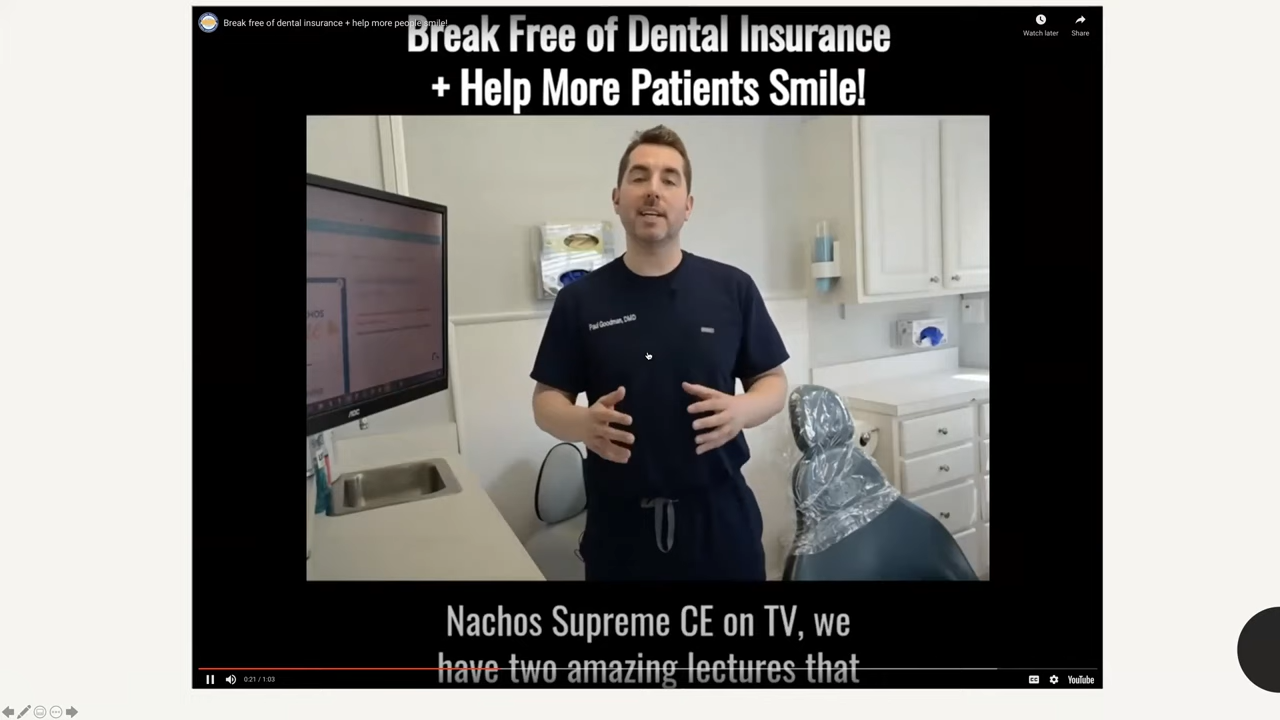 Break free of dental insurance + help more people smile!
Watch later
Share
Break Free of Dental Insurance
+ Help More Patients Smile!
Paul Goodman, DMD
AOC
Nachos Supreme CE on TV, we
have two amazing lectures that
0:21 / 1:03
CC
YouTube